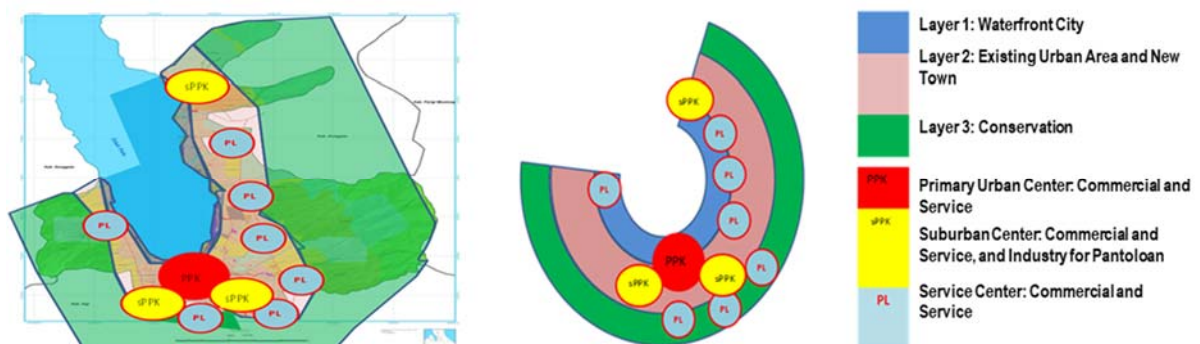 sPPK
PL
PL
PL
PL
PPK
PL
sPPK
sPPK
PL
PL
sPPK
PL
PL
PL
PL
PPK
sPPK
sPPK
PL
PL
PL
Layer 1: Waterfront City
Layer 2: Existing Urban Area and New
Town
Layer 3: Conservation
PPK
Primary Urban Center: Commercial and
Service
sPPK
Suburban Center: Commercial and
Service, and Industry for Pantoloan
PL
Service Center: Commercial and
Service